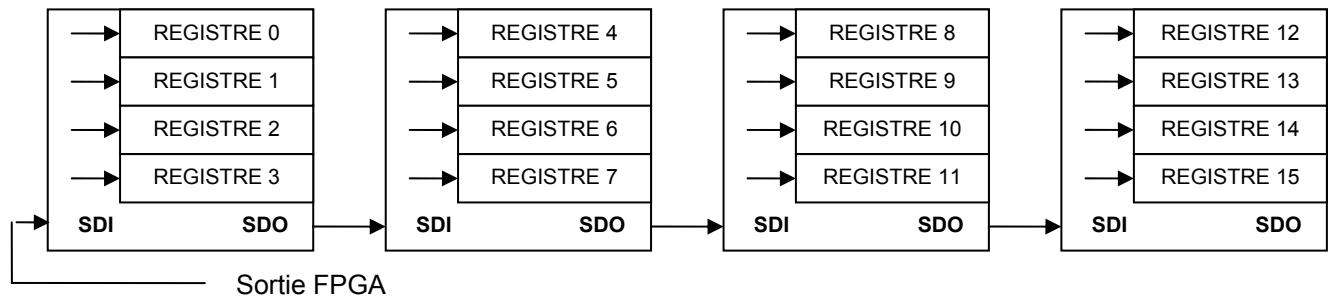 REGISTRE 0
REGISTRE 1
REGISTRE 2
REGISTRE 3
SDI SDO
REGISTRE 4
REGISTRE 5
REGISTRE 6
REGISTRE 7
SDI SDO
REGISTRE 8
REGISTRE 9
REGISTRE 10
REGISTRE 11
SDI SDO
REGISTRE 12
REGISTRE 13
REGISTRE 14
REGISTRE 15
SDI SDO
Sortie FPGA